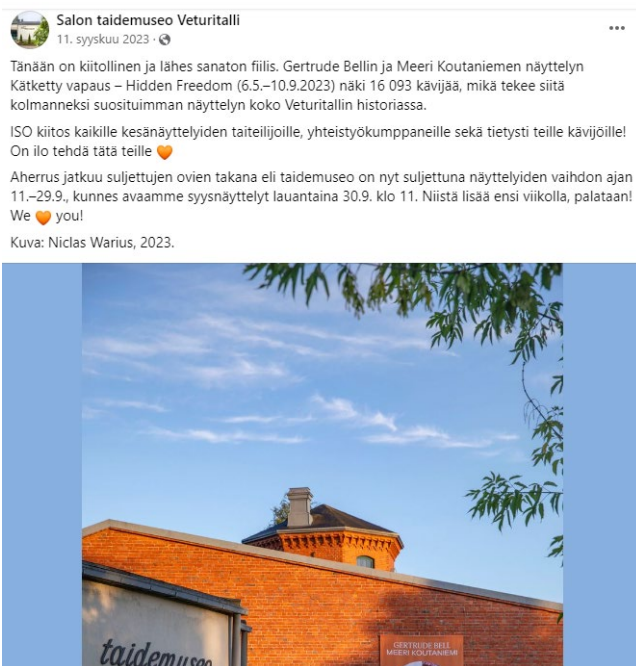 Salon taidemuseo Veturitalli
11. syyskuu 2023 ·
Tänään on kiitollinen ja lähes sanaton fiilis. Gertrude Bellin ja Meeri Koutaniemen näyttelyn
Kätketty vapaus – Hidden Freedom (6.5.–10.9.2023) näki 16 093 kävijää, mikä tekee siitä
kolmanneksi suosituimman näyttelyn koko Veturitallin historiassa.
ISO kiitos kaikille kesänäyttelyiden taiteilijoille, yhteistyökumppaneille sekä tietysti teille kävijöille!
On ilo tehdä tätä teille 🧡
Aherrus jatkuu suljettujen ovien takana eli taidemuseo on nyt suljettuna näyttelyiden vaihdon ajan
11.–29.9., kunnes avaamme syysnäyttelyt lauantaina 30.9. klo 11. Niistä lisää ensi viikolla, palataan!
We 🧡 you!
Kuva: Niclas Warius, 2023.
taidemuseo
GERTRUDE BELL
MEERI KOUTANIEMI